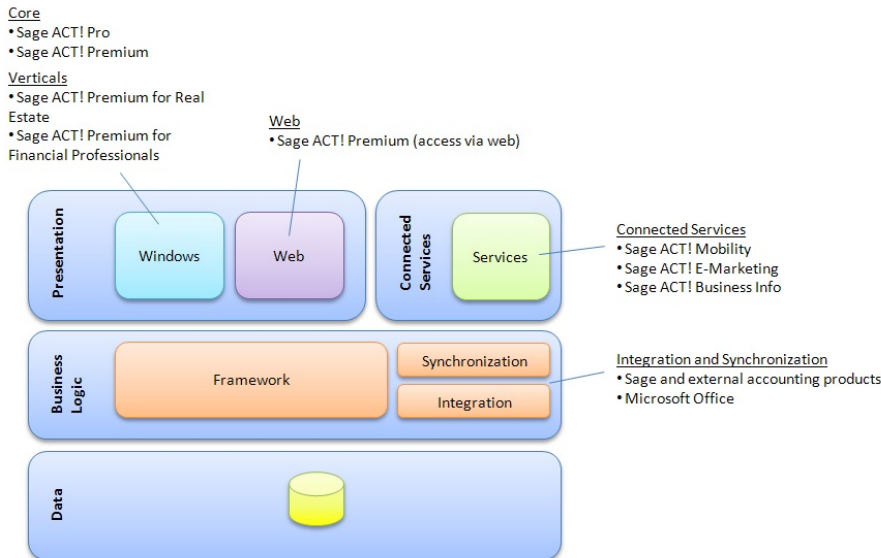 Core
• Sage ACT! Pro
• Sage ACT! Premium
Verticals
• Sage ACT! Premium for Real
Estate
• Sage ACT! Premium for
Financial Professionals
Web
• Sage ACT! Premium (access via web)
Presentation
Windows
Web
Connected
Services
Services
Connected Services
• Sage ACT! Mobility
• Sage ACT! E-Marketing
• Sage ACT! Business Info
Business
Logic
Framework
Synchronization
Integration
Integration and Synchronization
• Sage and external accounting products
• Microsoft Office
Data